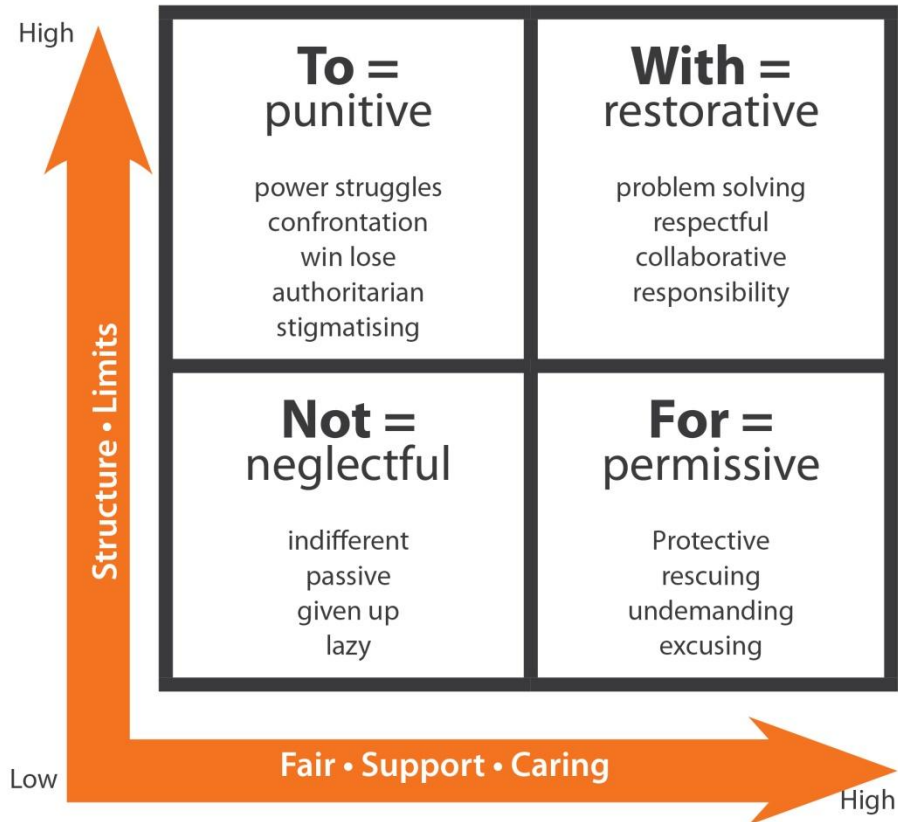 High
To =
punitive
power struggles
confrontation
win lose
authoritarian
stigmatising
With =
restorative
problem solving
respectful
collaborative
responsibility
Structure • Limits
Not =
neglectful
indifferent
passive
given up
lazy
For =
permissive
Protective
rescuing
undemanding
excusing
Low
Fair • Support • Caring
High